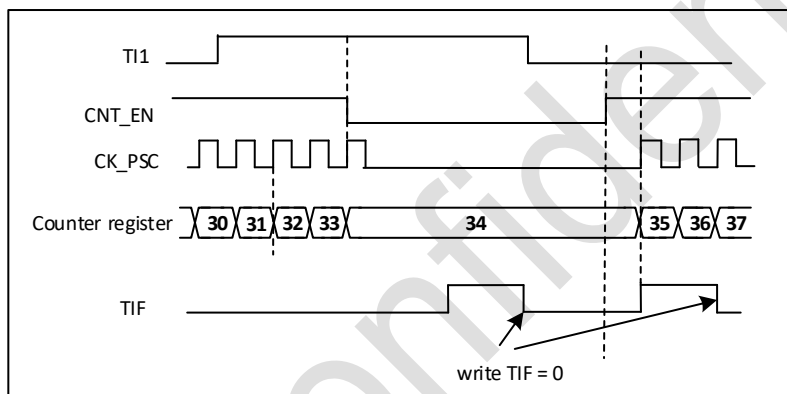 TI1
CNT_EN
CK_PSC
Counter register 30 31 32 33 34 35 36 37
TIF
write TIF = 0